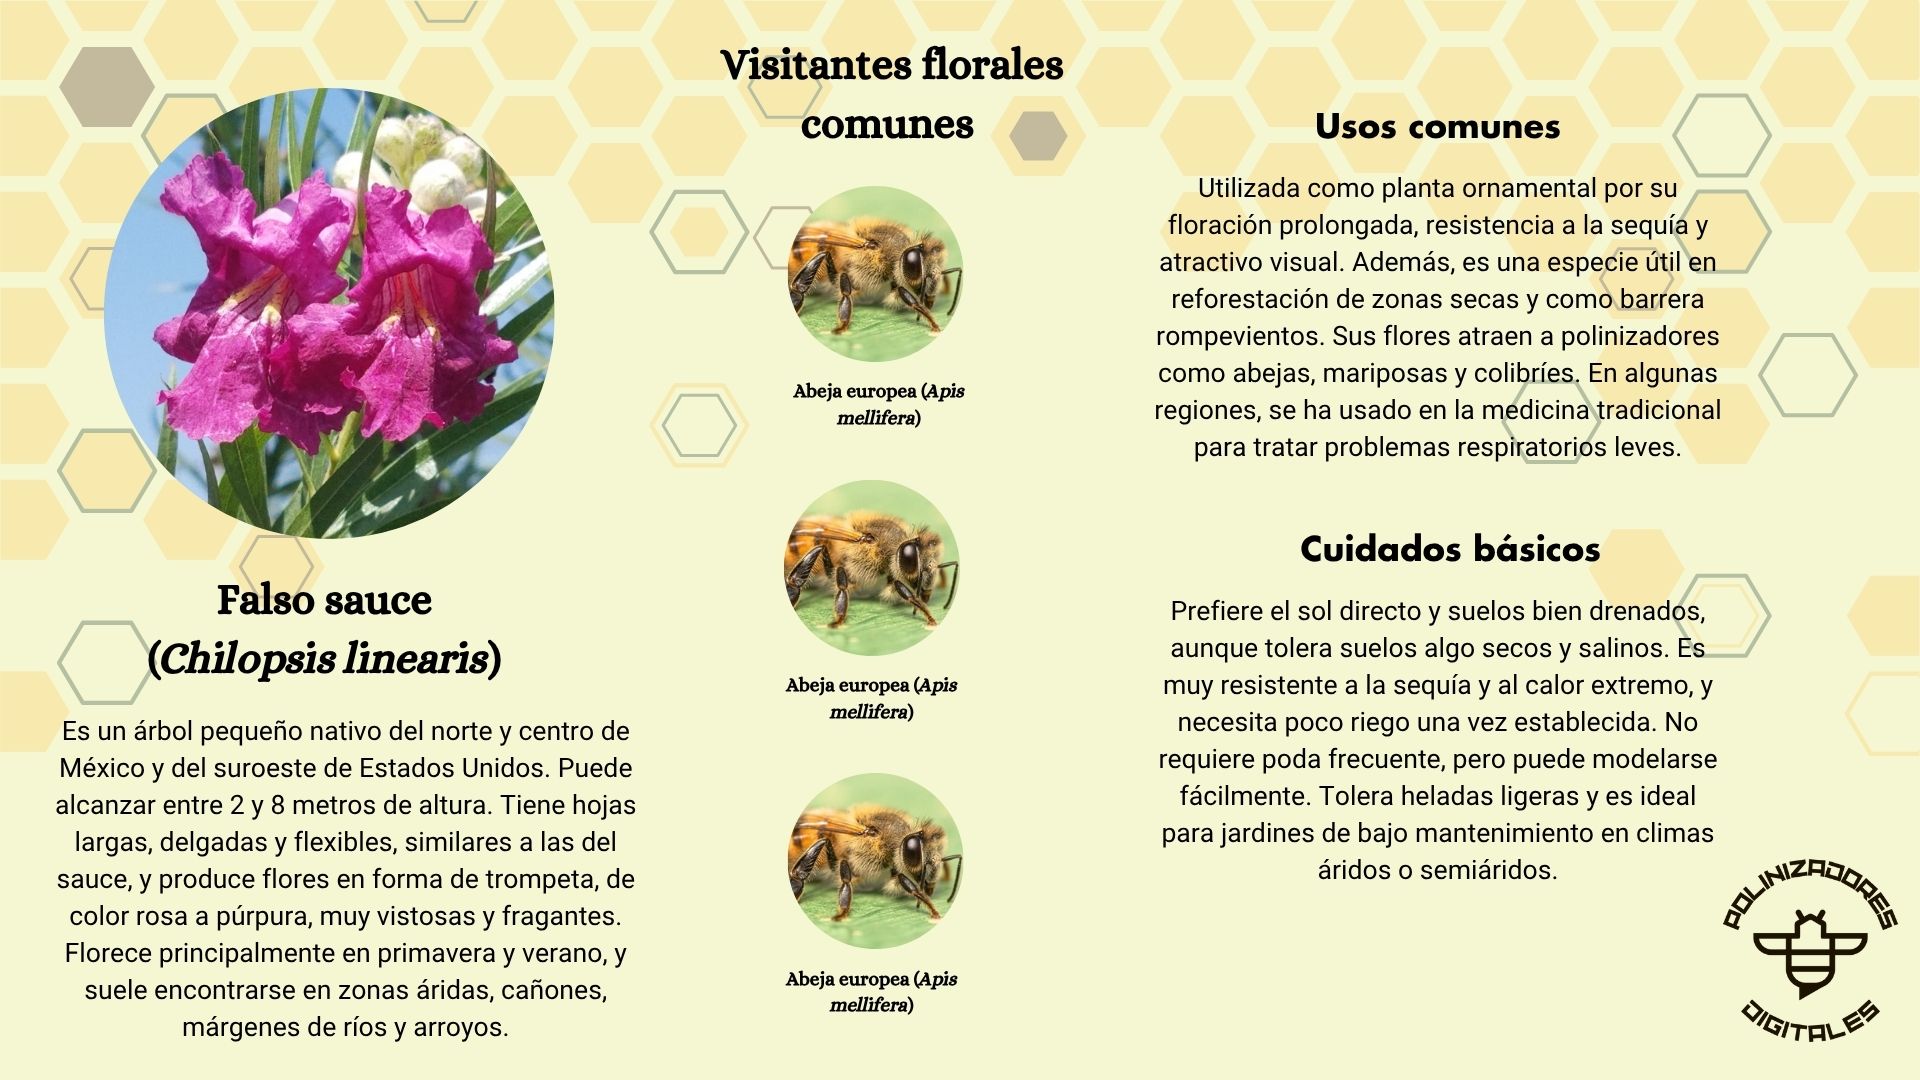 Falso sauce
(Chilopsis linearis)
Es un árbol pequeño nativo del norte y centro de
México y del suroeste de Estados Unidos. Puede
alcanzar entre 2 y 8 metros de altura. Tiene hojas
largas, delgadas y flexibles, similares a las del
sauce, y produce flores en forma de trompeta, de
color rosa a púrpura, muy vistosas y fragantes.
Florece principalmente en primavera y verano, y
suele encontrarse en zonas áridas, cañones,
márgenes de ríos y arroyos.
Visitantes florales
comunes
Abeja europea (Apis
mellifera)
Abeja europea (Apis
mellifera)
Abeja europea (Apis
mellifera)
Usos comunes
Utilizada como planta ornamental por su
floración prolongada, resistencia a la sequía y
atractivo visual. Además, es una especie útil en
reforestación de zonas secas y como barrera
rompevientos. Sus flores atraen a polinizadores
como abejas, mariposas y colibríes. En algunas
regiones, se ha usado en la medicina tradicional
para tratar problemas respiratorios leves.
Cuidados básicos
Prefiere el sol directo y suelos bien drenados,
aunque tolera suelos algo secos y salinos. Es
muy resistente a la sequía y al calor extremo, y
necesita poco riego una vez establecida. No
requiere poda frecuente, pero puede modelarse
fácilmente. Tolera heladas ligeras y es ideal
para jardines de bajo mantenimiento en climas
áridos o semiáridos.
POLINIZADORES
DIGITALES